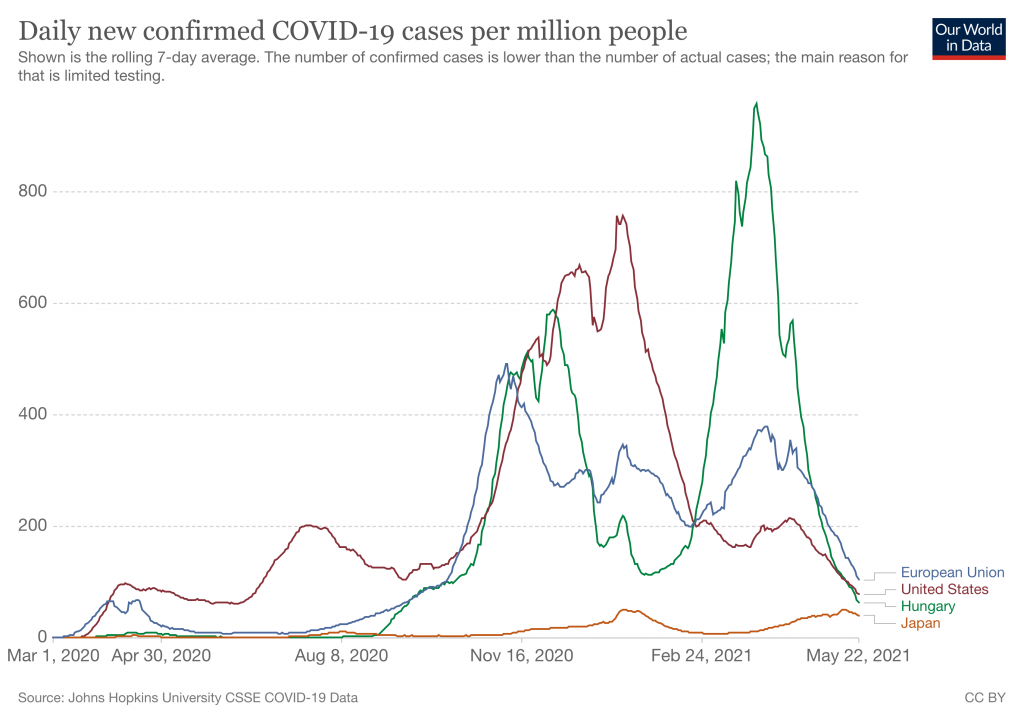 Daily new confirmed COVID-19 cases per million people
Our World
in Data
Shown is the rolling 7-day average. The number of confirmed cases is lower than the number of actual cases; the main reason for
that is limited testing.
800
600
400
200
0
European Union
United States
Hungary
Japan
Mar 1, 2020
Apr 30, 2020
Aug 8, 2020
Nov 16, 2020
Feb 24, 2021
May 22, 2021
Source: Johns Hopkins University CSSE COVID-19 Data
CC BY